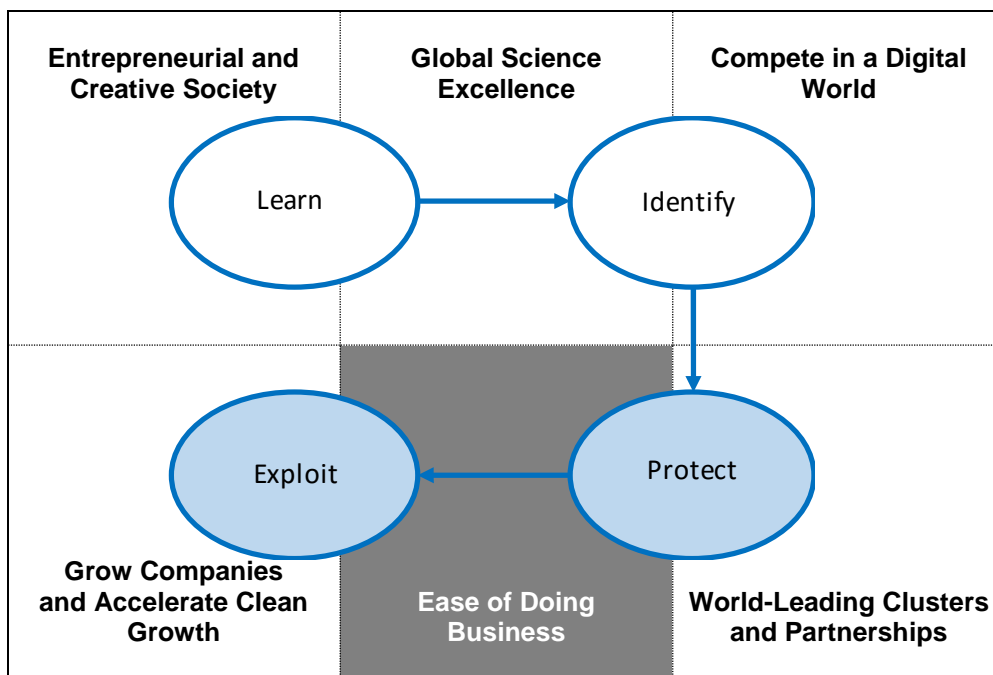 Entrepreneurial and
Creative Society
Global Science
Excellence
Compete in a Digital
World
Learn
Identify
Exploit
Protect
Grow Companies
and Accelerate Clean
Growth
Ease of Doing
Business
World-Leading Clusters
and Partnerships